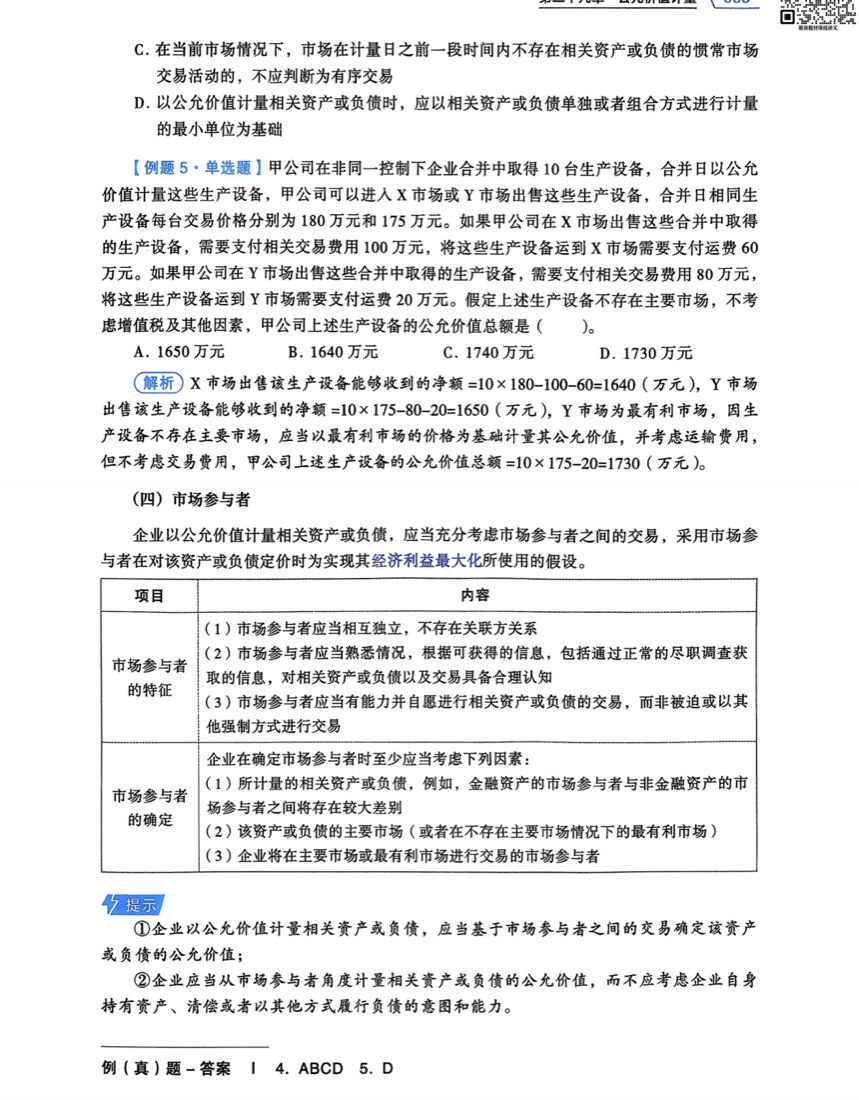 C. 在当前市场情况下，市场在计量日之前一段时间内不存在相关资产或负债的惯常市场
交易活动的，不应判断为有序交易
D. 以公允价值计量相关资产或负债时，应以相关资产或负债单独或者组合方式进行计量
的最小单位为基础
【例题 5·单选题】甲公司在非同一控制下企业合并中取得 10 台生产设备，合并日以公允
价值计量这些生产设备，甲公司可以进入 X 市场或 Y 市场出售这些生产设备，合并日相同生
产设备每台交易价格分别为 180 万元和 175 万元。如果甲公司在 X 市场出售这些合并中取得
的生产设备，需要支付相关交易费用 100 万元，将这些生产设备运到 X 市场需要支付运费 60
万元。如果甲公司在 Y 市场出售这些合并中取得的生产设备，需要支付相关交易费用 80 万元，
将这些生产设备运到 Y 市场需要支付运费 20 万元。假定上述生产设备不存在主要市场，不考
虑增值税及其他因素，甲公司上述生产设备的公允价值总额是（　　）。
A. 1650 万元　B. 1640 万元　C. 1740 万元　D. 1730 万元
解析 X 市场出售该生产设备能够收到的净额 =10×180–100–60=1640（万元），Y 市场
出售该生产设备能够收到的净额 =10×175–80–20=1650（万元），Y 市场为最有利市场，因生
产设备不存在主要市场，应当以最有利市场的价格为基础计量其公允价值，并考虑运输费用，
但不考虑交易费用，甲公司上述生产设备的公允价值总额 =10×175–20=1730（万元）。
（四）市场参与者
企业以公允价值计量相关资产或负债，应当充分考虑市场参与者之间的交易，采用市场参
与者在对该资产或负债定价时为实现其经济利益最大化所使用的假设。
项目　内容
市场参与者
的特征
（1）市场参与者应当相互独立，不存在关联方关系
（2）市场参与者应当熟悉情况，根据可获得的信息，包括通过正常的尽职调查获
取的信息，对相关资产或负债以及交易具备合理认知
（3）市场参与者应当有能力并自愿进行相关资产或负债的交易，而非被迫或以其
他强制方式进行交易
市场参与者
的确定
企业在确定市场参与者时至少应当考虑下列因素：
（1）所计量的相关资产或负债，例如，金融资产的市场参与者与非金融资产的市
场参与者之间将存在较大差别
（2）该资产或负债的主要市场（或者在不存在主要市场情况下的最有利市场）
（3）企业将在主要市场或最有利市场进行交易的市场参与者
提示
①企业以公允价值计量相关资产或负债，应当基于市场参与者之间的交易确定该资产
或负债的公允价值；
②企业应当从市场参与者角度计量相关资产或负债的公允价值，而不应考虑企业自身
持有资产、清偿或者以其他方式履行负债的意图和能力。
例（真）题 – 答案　|　4. ABCD　5. D